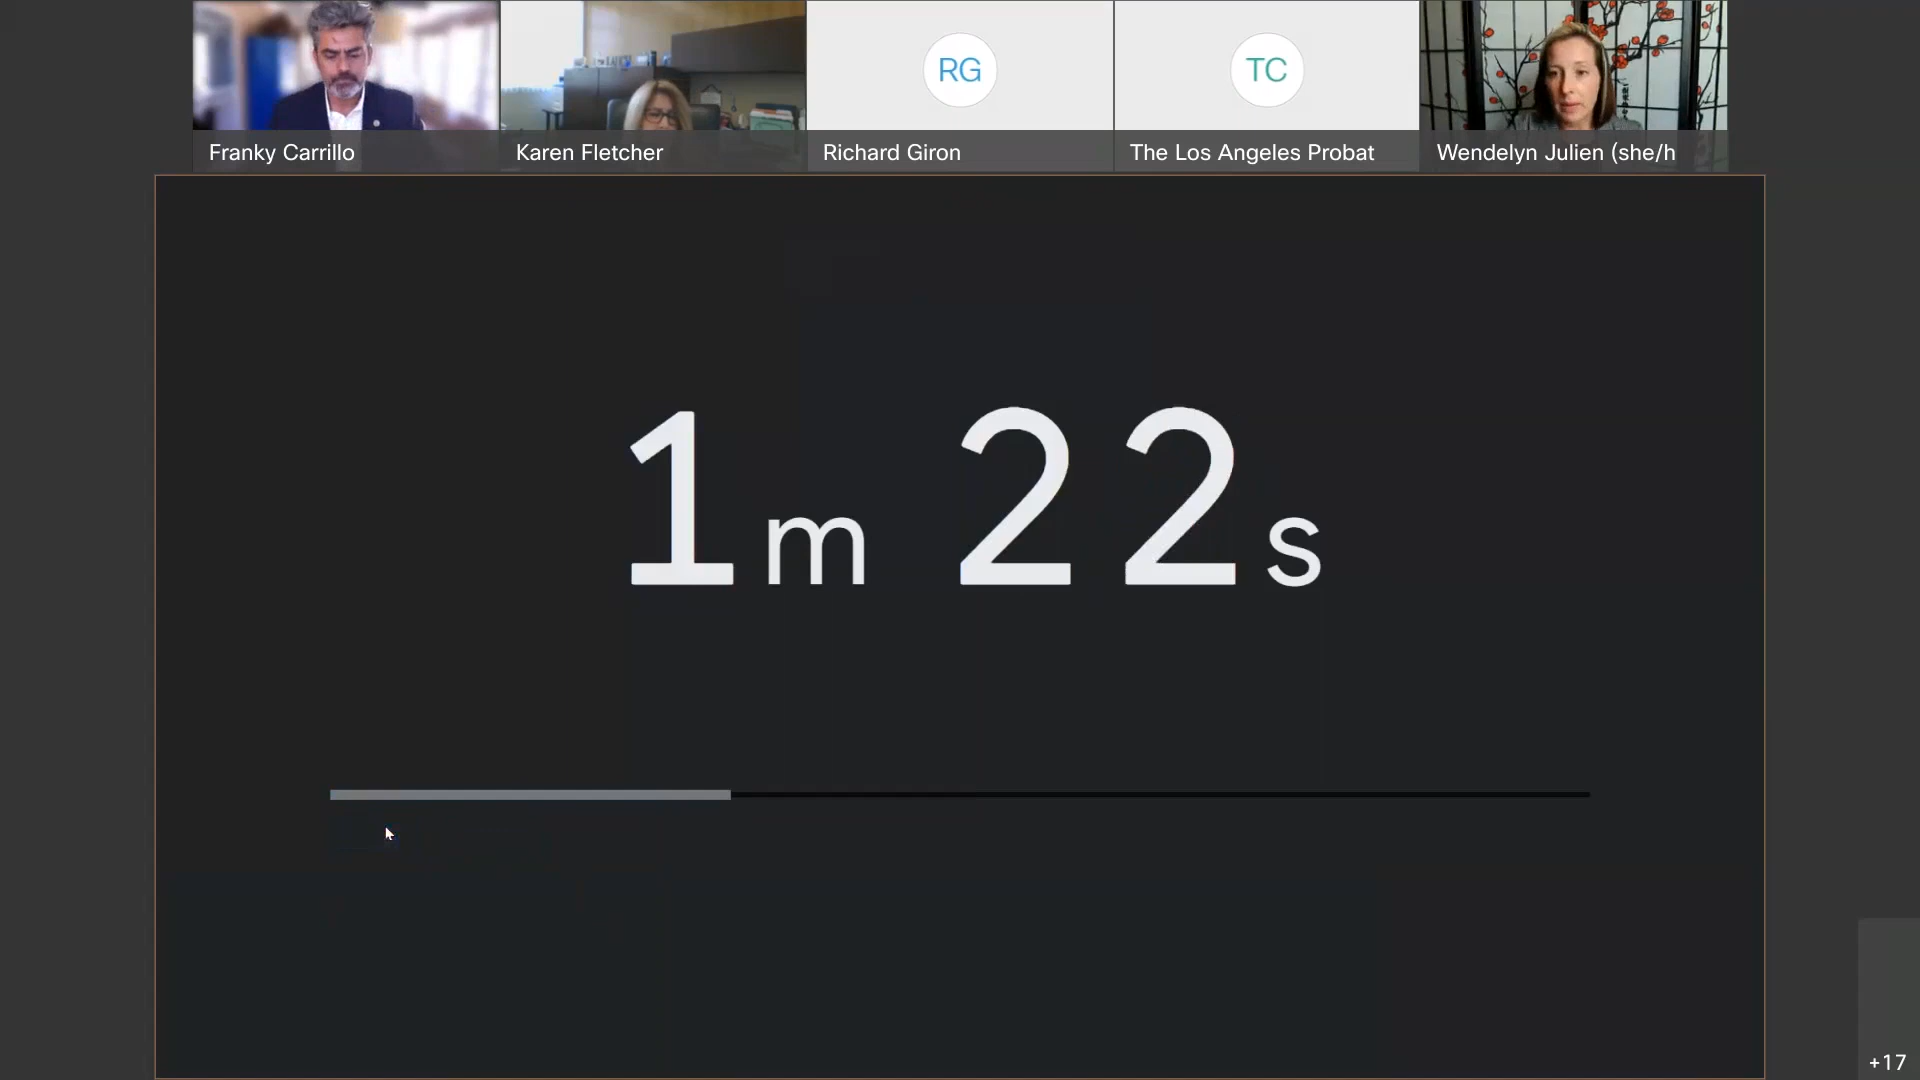 RG
TC
Franky Carrillo
Karen Fletcher
Richard Giron
The Los Angeles Probat
Wendelyn Julien (she/h
1m 22s
+17